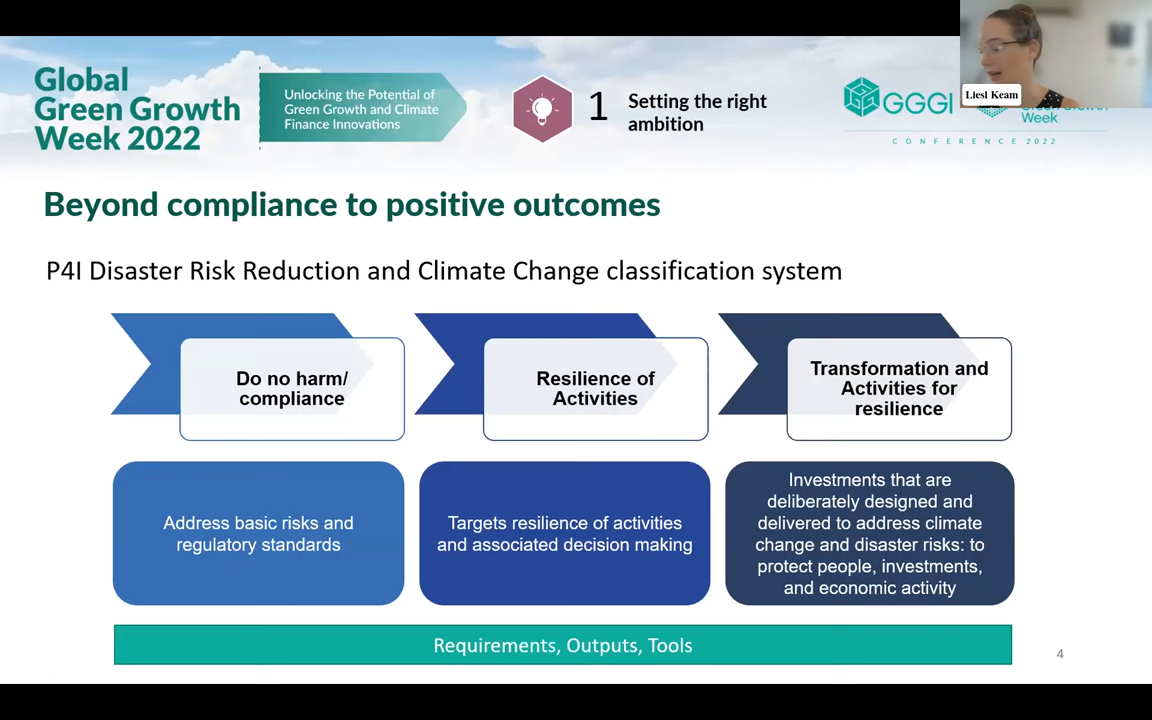 Global
Green Growth
Week 2022
Unlocking the Potential of
Green Growth and Climate
Finance Innovations
1
Setting the right
ambition
GGGI
Week
CONFERENCE 2022
Liesl Keam
Beyond compliance to positive outcomes
P4I Disaster Risk Reduction and Climate Change classification system
Do no harm/
compliance
Resilience of
Activities
Transformation and
Activities for
resilience
Address basic risks and
regulatory standards
Targets resilience of activities
and associated decision making
Investments that are
deliberately designed and
delivered to address climate
change and disaster risks: to
protect people, investments,
and economic activity
Requirements, Outputs, Tools
4